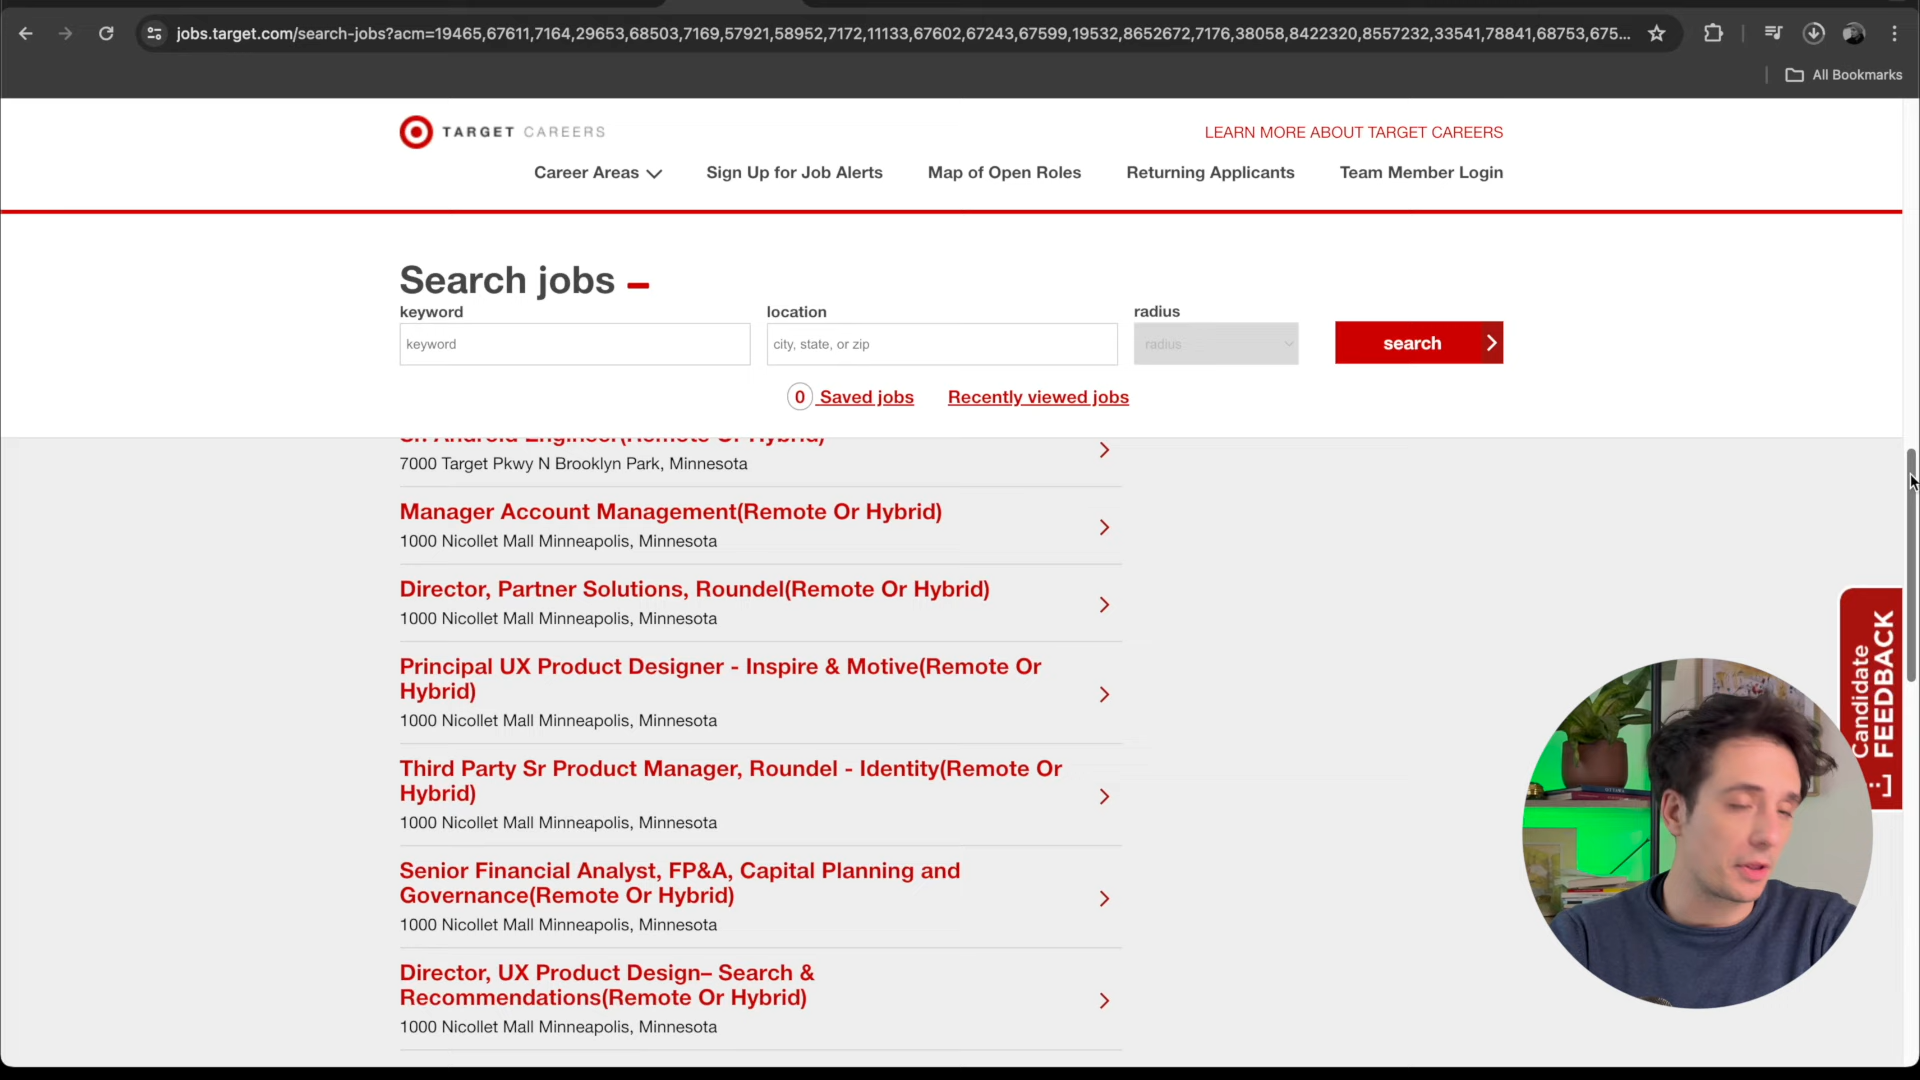 jobs.target.com/search-jobs?acm=19465,67611,7164,29653,68503,7169,57921,58952,7172,11133,67602,67243,67599,19532,8652672,7176,38058,8422320,8557232,33541,78841,68753,675...
All Bookmarks
TARGET CAREERS
LEARN MORE ABOUT TARGET CAREERS
Career Areas
Sign Up for Job Alerts
Map of Open Roles
Returning Applicants
Team Member Login
Search jobs
keyword
location
radius
keyword
city, state, or zip
radius
search
0 Saved jobs
Recently viewed jobs
Sr. Android Engineer(Remote Or Hybrid)
7000 Target Pkwy N Brooklyn Park, Minnesota
Manager Account Management(Remote Or Hybrid)
1000 Nicollet Mall Minneapolis, Minnesota
Director, Partner Solutions, Roundel(Remote Or Hybrid)
1000 Nicollet Mall Minneapolis, Minnesota
Principal UX Product Designer - Inspire & Motive(Remote Or
Hybrid)
1000 Nicollet Mall Minneapolis, Minnesota
Third Party Sr Product Manager, Roundel - Identity(Remote Or
Hybrid)
1000 Nicollet Mall Minneapolis, Minnesota
Senior Financial Analyst, FP&A, Capital Planning and
Governance(Remote Or Hybrid)
1000 Nicollet Mall Minneapolis, Minnesota
Director, UX Product Design– Search &
Recommendations(Remote Or Hybrid)
1000 Nicollet Mall Minneapolis, Minnesota
Candidate
FEEDBACK